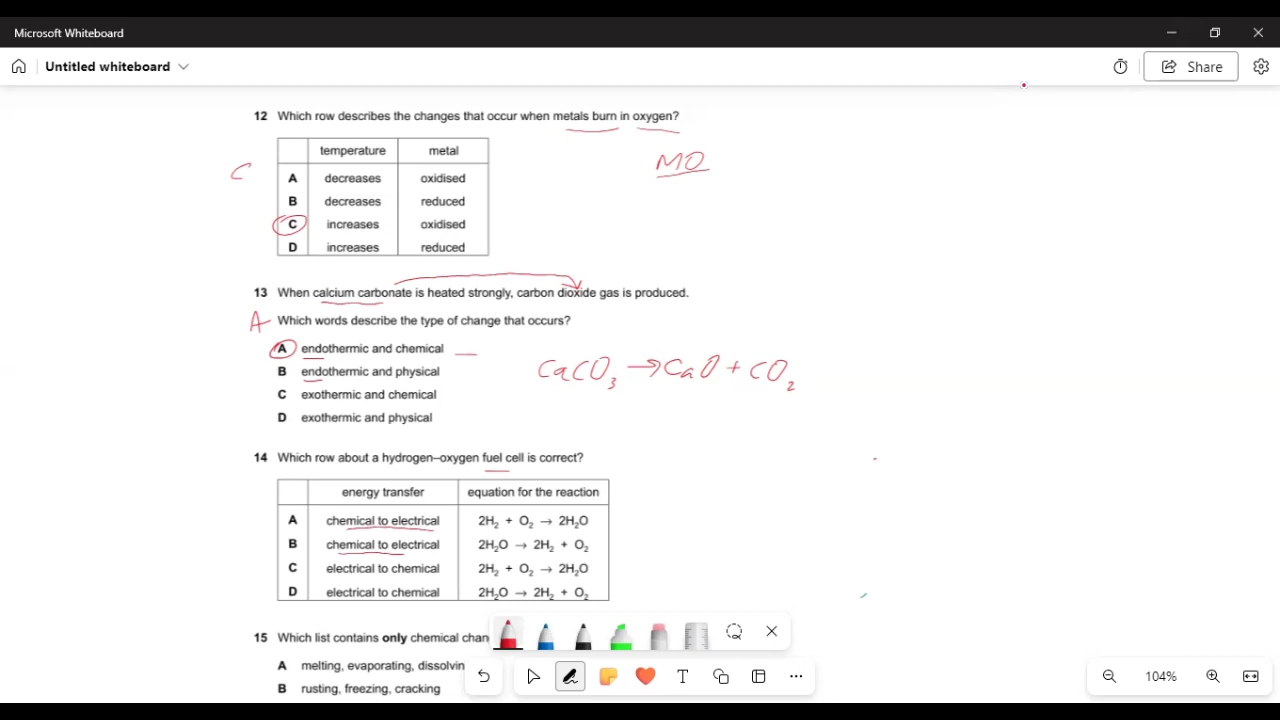 Microsoft Whiteboard
Untitled whiteboard
Share
12 Which row describes the changes that occur when metals burn in oxygen?
MO
C
temperature metal
A decreases oxidised
B decreases reduced
C increases oxidised
D increases reduced
13 When calcium carbonate is heated strongly, carbon dioxide gas is produced.
A
Which words describe the type of change that occurs?
A endothermic and chemical
B endothermic and physical
CaCO₃ → CaO + CO₂
C exothermic and chemical
D exothermic and physical
14 Which row about a hydrogen–oxygen fuel cell is correct?
energy transfer equation for the reaction
A chemical to electrical 2H₂ + O₂ → 2H₂O
B chemical to electrical 2H₂O → 2H₂ + O₂
C electrical to chemical 2H₂ + O₂ → 2H₂O
D electrical to chemical 2H₂O → 2H₂ + O₂
15 Which list contains only chemical chan
A melting, evaporating, dissolvin
B rusting, freezing, cracking
104%